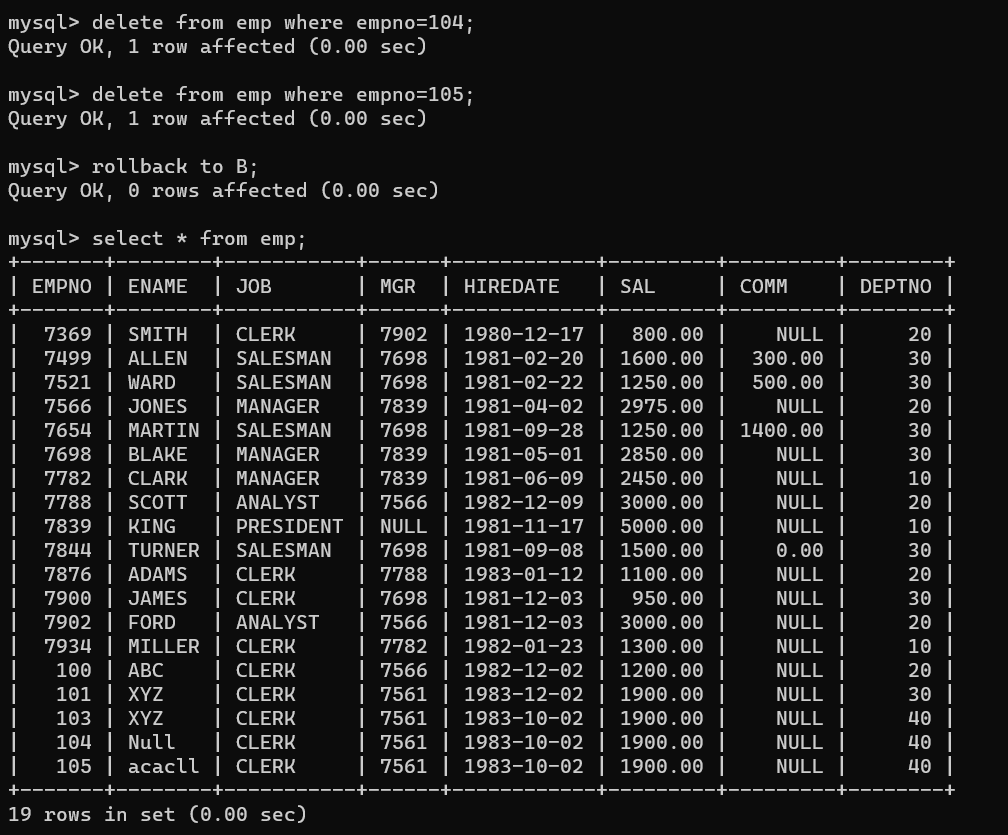 mysql> delete from emp where empno=104;
Query OK, 1 row affected (0.00 sec)

mysql> delete from emp where empno=105;
Query OK, 1 row affected (0.00 sec)

mysql> rollback to B;
Query OK, 0 rows affected (0.00 sec)

mysql> select * from emp;
+-------+--------+-----------+------+------------+---------+---------+--------+
| EMPNO | ENAME  | JOB       | MGR  | HIREDATE   | SAL     | COMM    | DEPTNO |
+-------+--------+-----------+------+------------+---------+---------+--------+
|  7369 | SMITH  | CLERK     | 7902 | 1980-12-17 |  800.00 |    NULL |     20 |
|  7499 | ALLEN  | SALESMAN  | 7698 | 1981-02-20 | 1600.00 |  300.00 |     30 |
|  7521 | WARD   | SALESMAN  | 7698 | 1981-02-22 | 1250.00 |  500.00 |     30 |
|  7566 | JONES  | MANAGER   | 7839 | 1981-04-02 | 2975.00 |    NULL |     20 |
|  7654 | MARTIN | SALESMAN  | 7698 | 1981-09-28 | 1250.00 | 1400.00 |     30 |
|  7698 | BLAKE  | MANAGER   | 7839 | 1981-05-01 | 2850.00 |    NULL |     30 |
|  7782 | CLARK  | MANAGER   | 7839 | 1981-06-09 | 2450.00 |    NULL |     10 |
|  7788 | SCOTT  | ANALYST   | 7566 | 1982-12-09 | 3000.00 |    NULL |     20 |
|  7839 | KING   | PRESIDENT | NULL | 1981-11-17 | 5000.00 |    NULL |     10 |
|  7844 | TURNER | SALESMAN  | 7698 | 1981-09-08 | 1500.00 |    0.00 |     30 |
|  7876 | ADAMS  | CLERK     | 7788 | 1983-01-12 | 1100.00 |    NULL |     20 |
|  7900 | JAMES  | CLERK     | 7698 | 1981-12-03 |  950.00 |    NULL |     30 |
|  7902 | FORD   | ANALYST   | 7566 | 1981-12-03 | 3000.00 |    NULL |     20 |
|  7934 | MILLER | CLERK     | 7782 | 1982-01-23 | 1300.00 |    NULL |     10 |
|   100 | ABC    | CLERK     | 7566 | 1982-12-02 | 1200.00 |    NULL |     20 |
|   101 | XYZ    | CLERK     | 7561 | 1983-12-02 | 1900.00 |    NULL |     30 |
|   103 | XYZ    | CLERK     | 7561 | 1983-10-02 | 1900.00 |    NULL |     40 |
|   104 | Null   | CLERK     | 7561 | 1983-10-02 | 1900.00 |    NULL |     40 |
|   105 | acacll | CLERK     | 7561 | 1983-10-02 | 1900.00 |    NULL |     40 |
+-------+--------+-----------+------+------------+---------+---------+--------+
19 rows in set (0.00 sec)